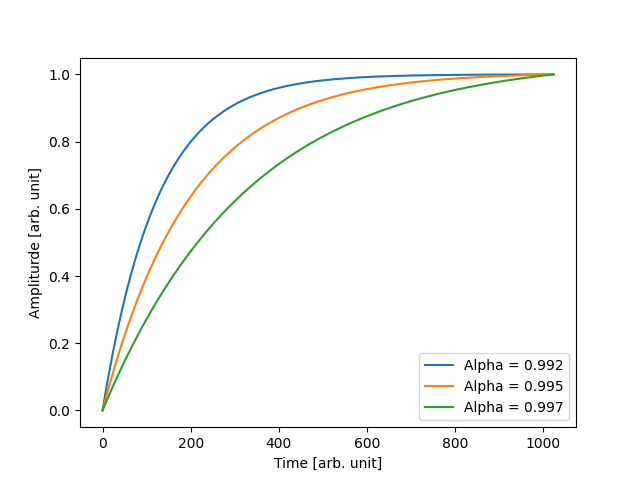 1.0
0.8
0.6
0.4
0.2
0.0
Ampliturde [arb. unit]
0 200 400 600 800 1000
Time [arb. unit]
Alpha = 0.992
Alpha = 0.995
Alpha = 0.997